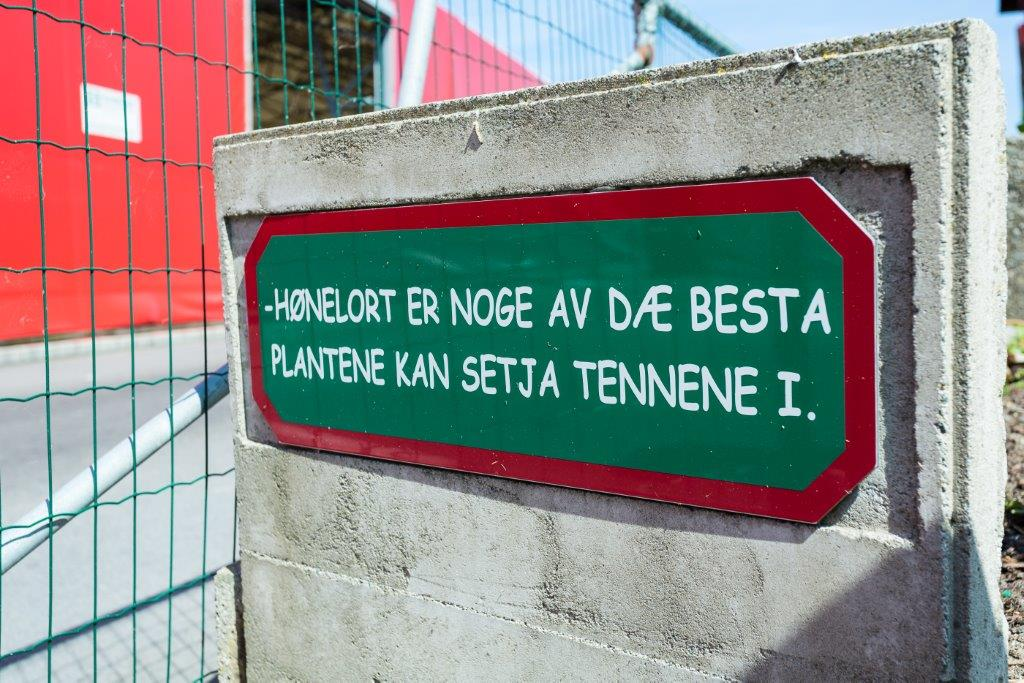 -HØNELORT ER NOGE AV DÆ BESTA
PLANTENE KAN SETJA TENNENE I.